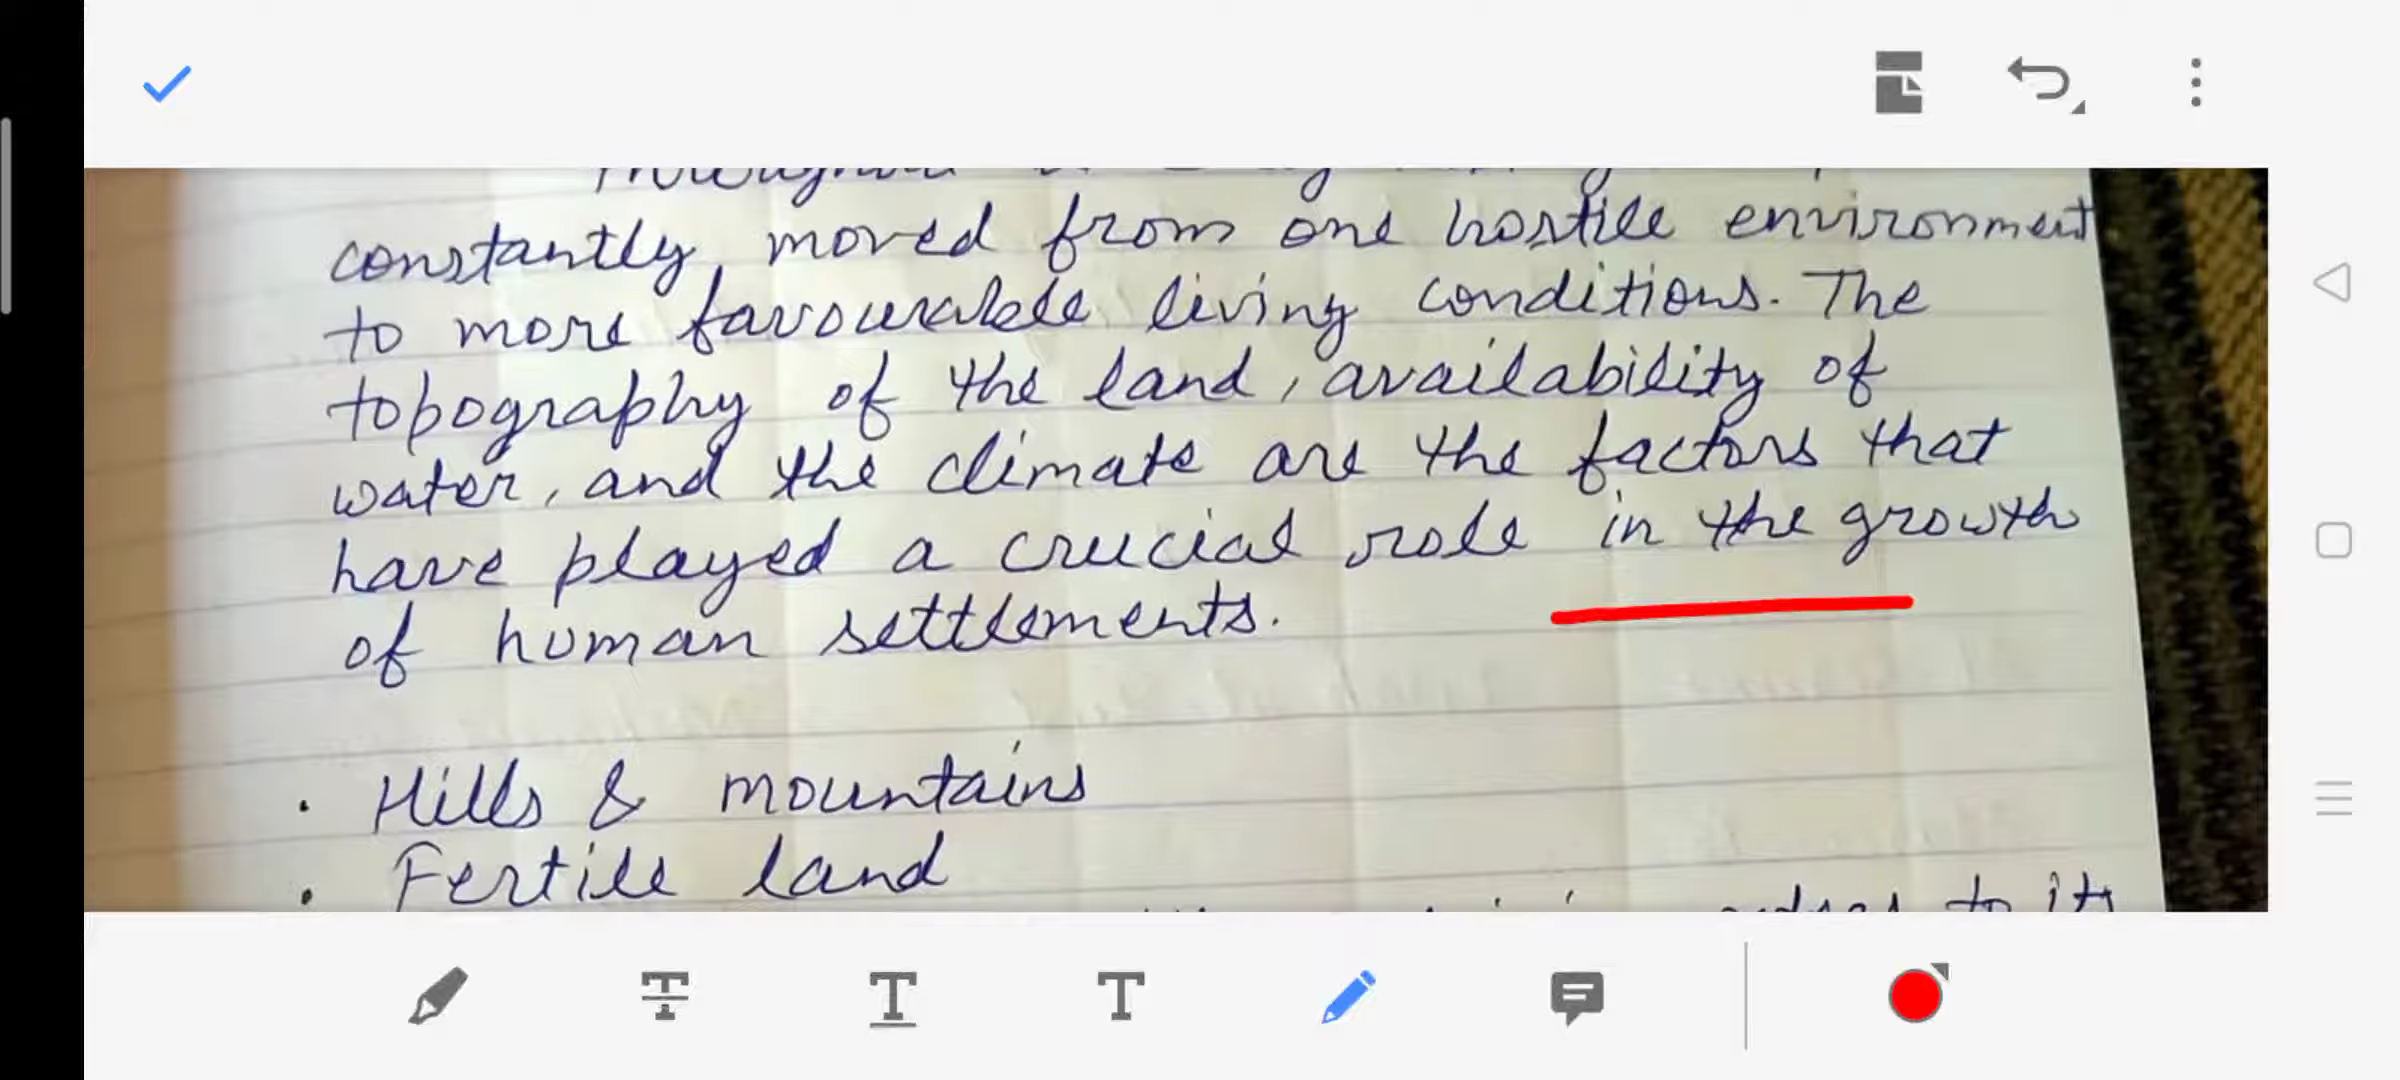 constantly moved from one hostile environment
to more favourable living conditions. The
topography of the land, availability of
water, and the climate are the factors that
have played a crucial role in the growth
of human settlements.
• Hills & mountains
• Fertile land
to its